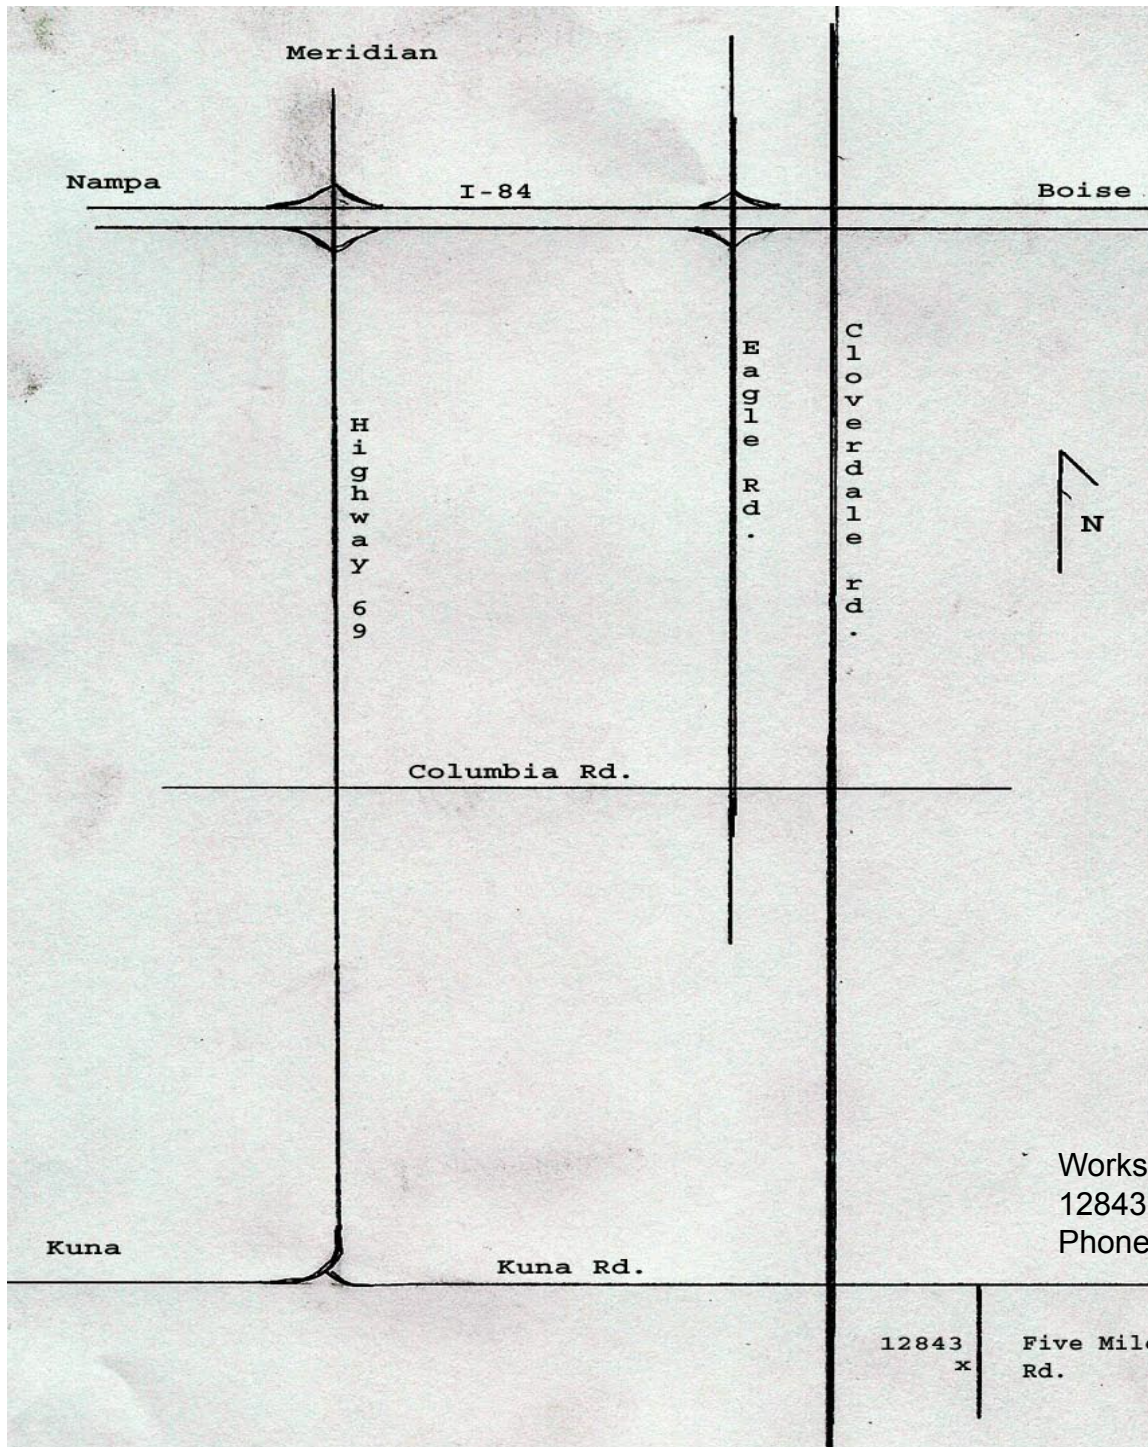 Meridian
Nampa
I-84
Boise
Cloverdale rd.
Eagle Rd.
Highway 69
N
Columbia Rd.
Works
12843
Phone
Kuna
Kuna Rd.
12843
x
Five Mile
Rd.